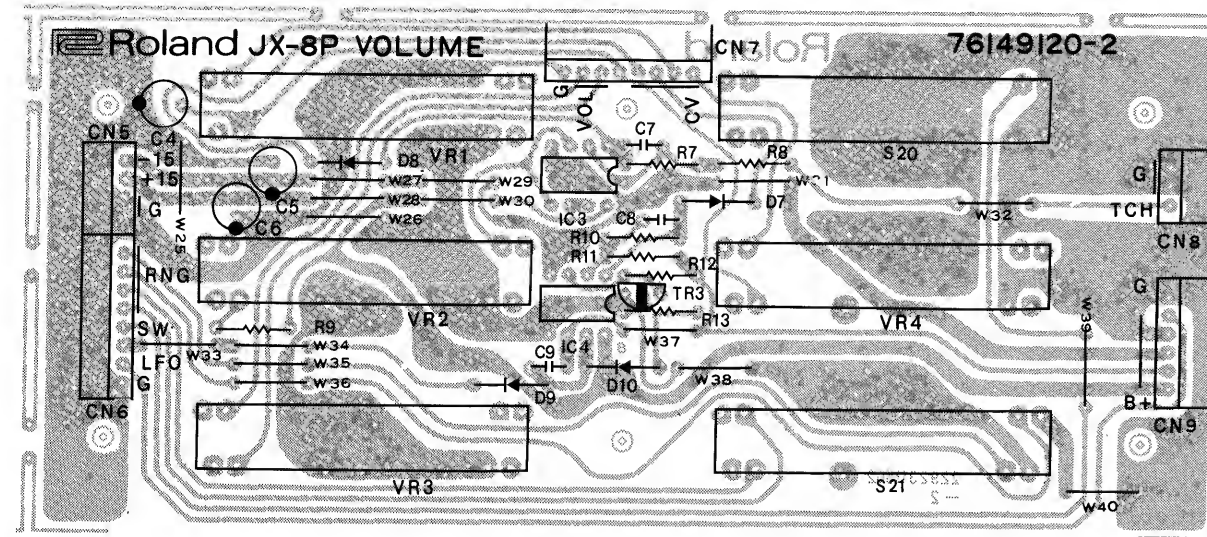 Roland JX-8P VOLUME
Roland
76149120-2
CN7
G
VOL
CV
CN5
C4
-15
+15
G
W25
C5
C6
VR1
D8
W27
W28
W26
W29
W30
C7
R7
R8
S20
IC3
C8
D7
W32
G
TCH
CN8
R10
R11
R12
TR3
R13
RNG
SW
LFO
G
CN6
W33
R9
W34
W35
W36
VR2
C9
IC4
D9
D10
W37
W38
VR4
W39
G
B+
CN9
VR3
S21
W40